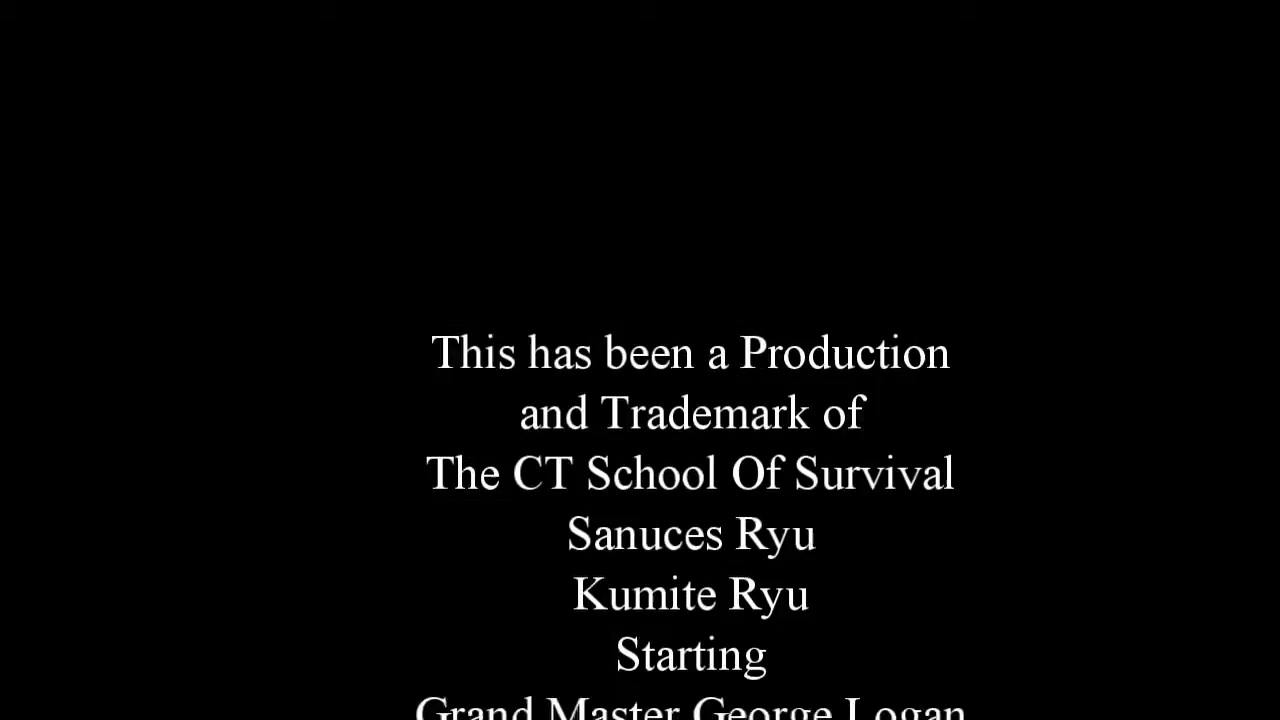 This has been a Production
and Trademark of
The CT School Of Survival
Sanuces Ryu
Kumite Ryu
Starting
Grand Master George Logan